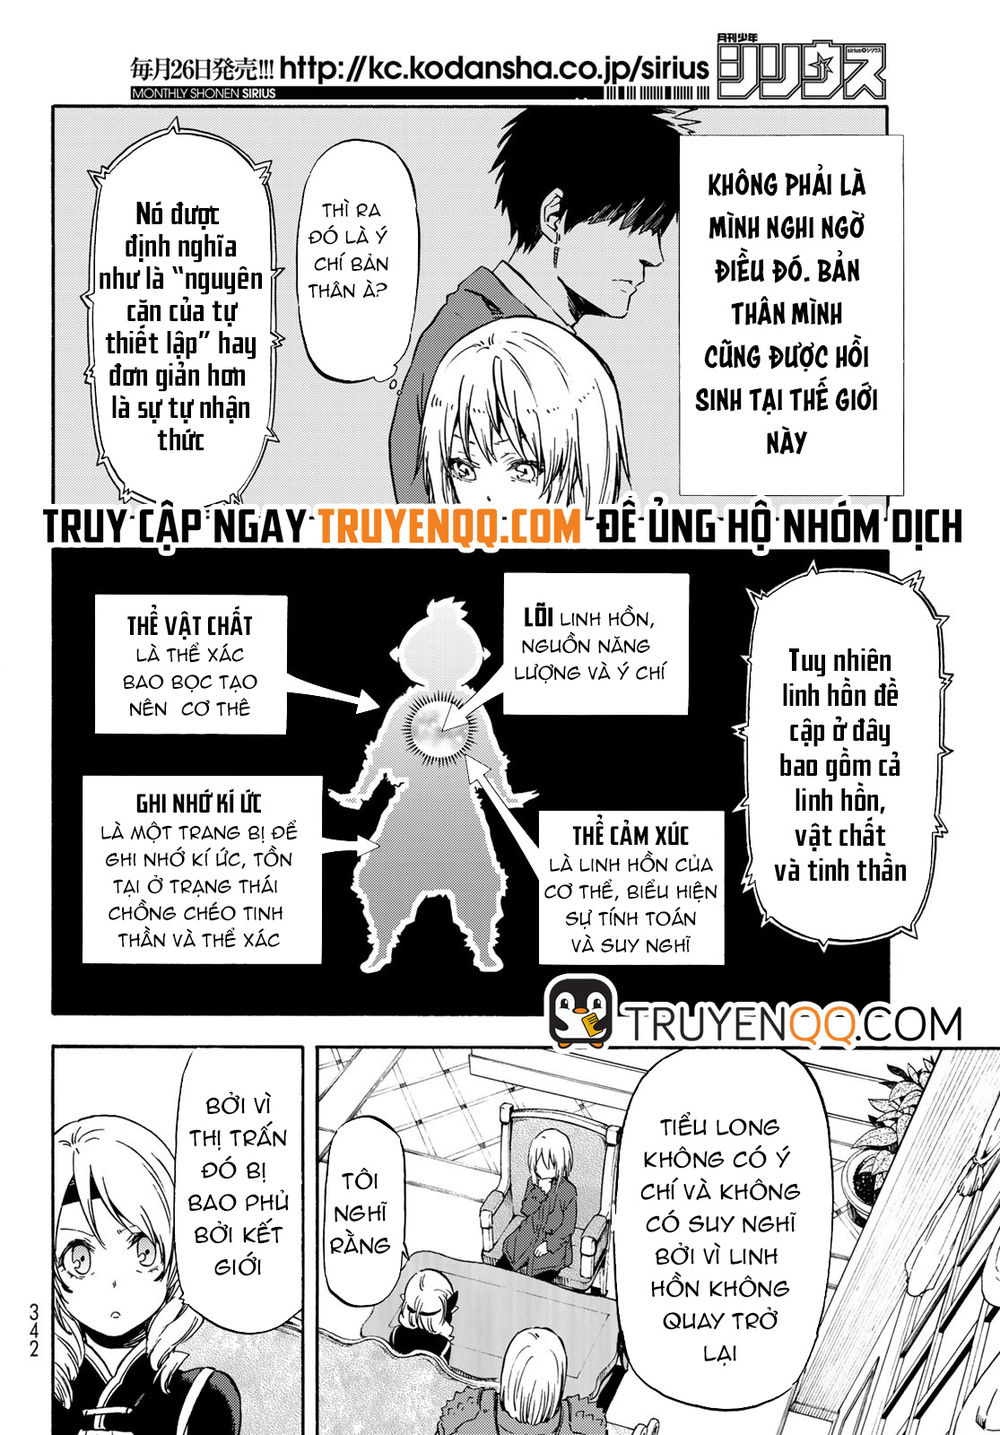 毎月26日発売!!! http://kc.kodansha.co.jp/sirius
MONTHLY SHONEN SIRIUS
月刊少年
シリウス
KHÔNG PHẢI LÀ
MÌNH NGHI NGỜ
ĐIỀU ĐÓ. BẢN
THÂN MÌNH
CŨNG ĐƯỢC HỒI
SINH TẠI THẾ GIỚI
NÀY
THÌ RA
ĐÓ LÀ Ý
CHÍ BẢN
THÂN À?
Nó được
định nghĩa
như là “nguyên
căn của tự
thiết lập” hay
đơn giản hơn
là sự tự nhận
thức
TRUY CẬP NGAY TRUYENQQ.COM ĐỂ ỦNG HỘ NHÓM DỊCH
THỂ VẬT CHẤT
LÀ THỂ XÁC
BAO BỌC TẠO
NÊN CƠ THÊ
LÕI LINH HỒN,
NGUỒN NĂNG
LƯỢNG VÀ Ý CHÍ
Tuy nhiên
linh hồn đề
cập ở đây
bao gồm cả
linh hồn,
vật chất
và tinh thần
GHI NHỚ KÍ ỨC
LÀ MỘT TRANG BỊ ĐỂ
GHI NHỚ KÍ ỨC, TỒN
TẠI Ở TRẠNG THÁI
CHỒNG CHÉO TINH
THẦN VÀ THỂ XÁC
THỂ CẢM XÚC
LÀ LINH HỒN CỦA
CƠ THỂ, BIỂU HIỆN
SỰ TÍNH TOÁN
VÀ SUY NGHĨ
TRUYENQQ.COM
TIỂU LONG
KHÔNG CÓ Ý
CHÍ VÀ KHÔNG
CÓ SUY NGHĨ
BỞI VÌ LINH
HỒN KHÔNG
QUAY TRỞ
LẠI
TÔI
NGHĨ
RẰNG
BỞI VÌ
THỊ TRẤN
ĐÓ BỊ
BAO PHỦ
BỞI KẾT
GIỚI
342